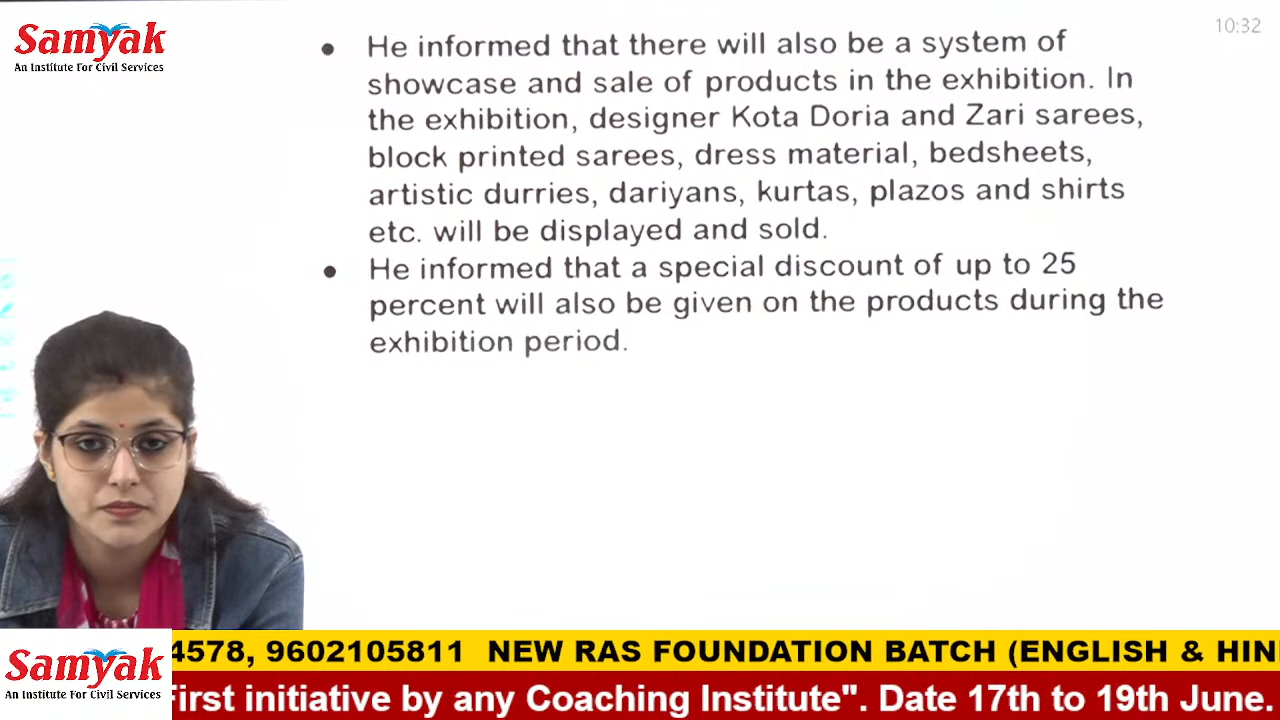 Samyak
An Institute For Civil Services
10:32
• He informed that there will also be a system of
showcase and sale of products in the exhibition. In
the exhibition, designer Kota Doria and Zari sarees,
block printed sarees, dress material, bedsheets,
artistic durries, dariyans, kurtas, plazos and shirts
etc. will be displayed and sold.
• He informed that a special discount of up to 25
percent will also be given on the products during the
exhibition period.
Samyak
An Institute For Civil Services
4578, 9602105811 NEW RAS FOUNDATION BATCH (ENGLISH & HIN
First initiative by any Coaching Institute". Date 17th to 19th June.